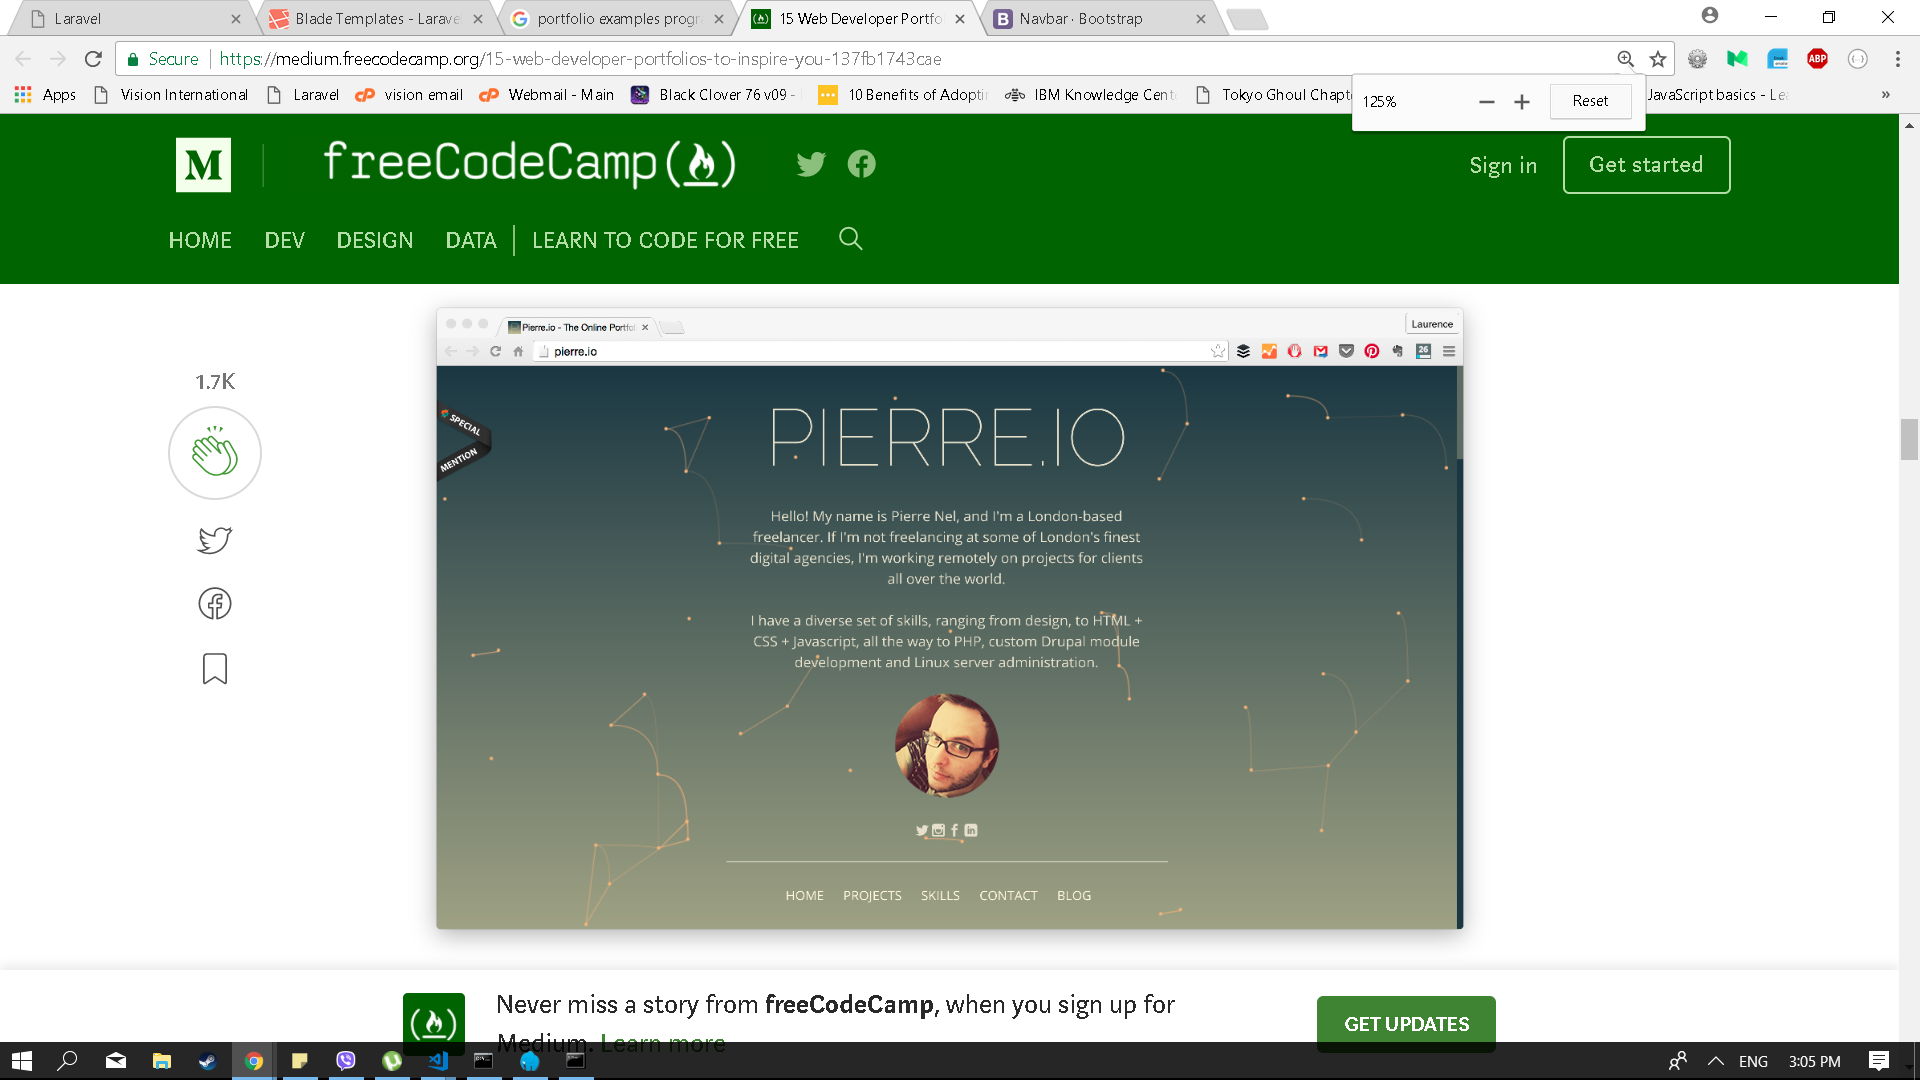 Laravel
Blade Templates - Larave
portfolio examples progr
15 Web Developer Portfo
Navbar · Bootstrap
Secure
https://medium.freecodecamp.org/15-web-developer-portfolios-to-inspire-you-137fb1743cae
Apps
Vision International
Laravel
vision email
Webmail - Main
Black Clover 76 v09 -
10 Benefits of Adoptin
IBM Knowledge Cent
Tokyo Ghoul Chapt
JavaScript basics - Lea
»
125%
Reset
ABP
M
freeCodeCamp
Sign in
Get started
HOME
DEV
DESIGN
DATA
LEARN TO CODE FOR FREE
1.7K
Pierre.io - The Online Portfol
Laurence
pierre.io
26
SPECIAL
MENTION
PIERRE.IO
Hello! My name is Pierre Nel, and I'm a London-based
freelancer. If I'm not freelancing at some of London's finest
digital agencies, I'm working remotely on projects for clients
all over the world.
I have a diverse set of skills, ranging from design, to HTML +
CSS + Javascript, all the way to PHP, custom Drupal module
development and Linux server administration.
HOME
PROJECTS
SKILLS
CONTACT
BLOG
Never miss a story from freeCodeCamp, when you sign up for
Medium. Learn more
GET UPDATES
ENG
3:05 PM